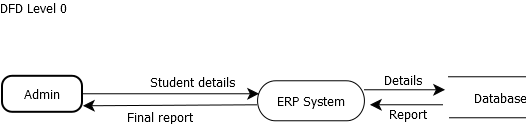 DFD Level 0
Student details
Details
Admin
ERP System
Database
Final report
Report